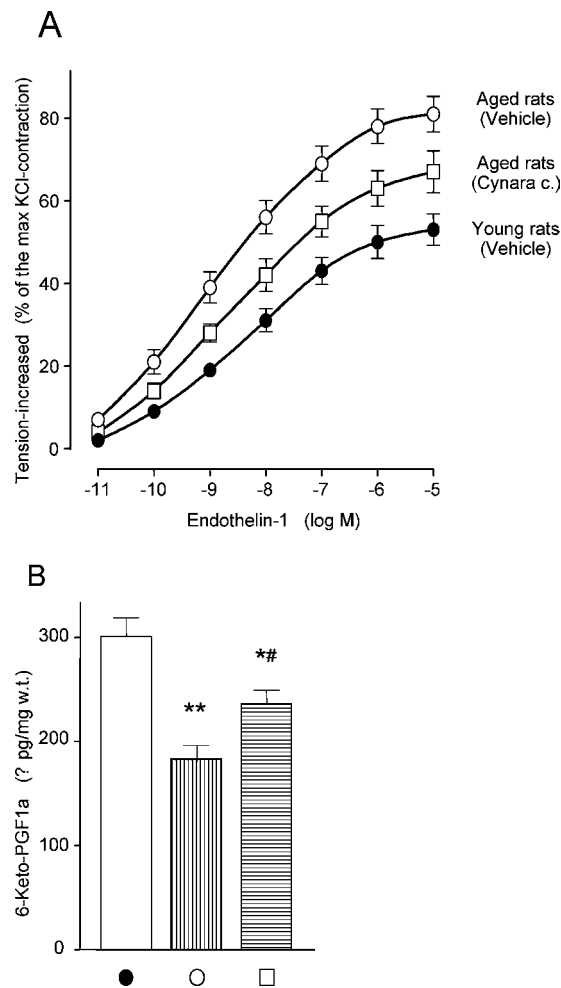 A
Tension-increased (% of the max KCl-contraction)
80
60
40
20
0
Aged rats
(Vehicle)
Aged rats
(Cynara c.)
Young rats
(Vehicle)
-11 -10 -9 -8 -7 -6 -5
Endothelin-1 (log M)
B
6-Keto-PGF1a (? pg/mg w.t.)
300
200
100
0
**
*#